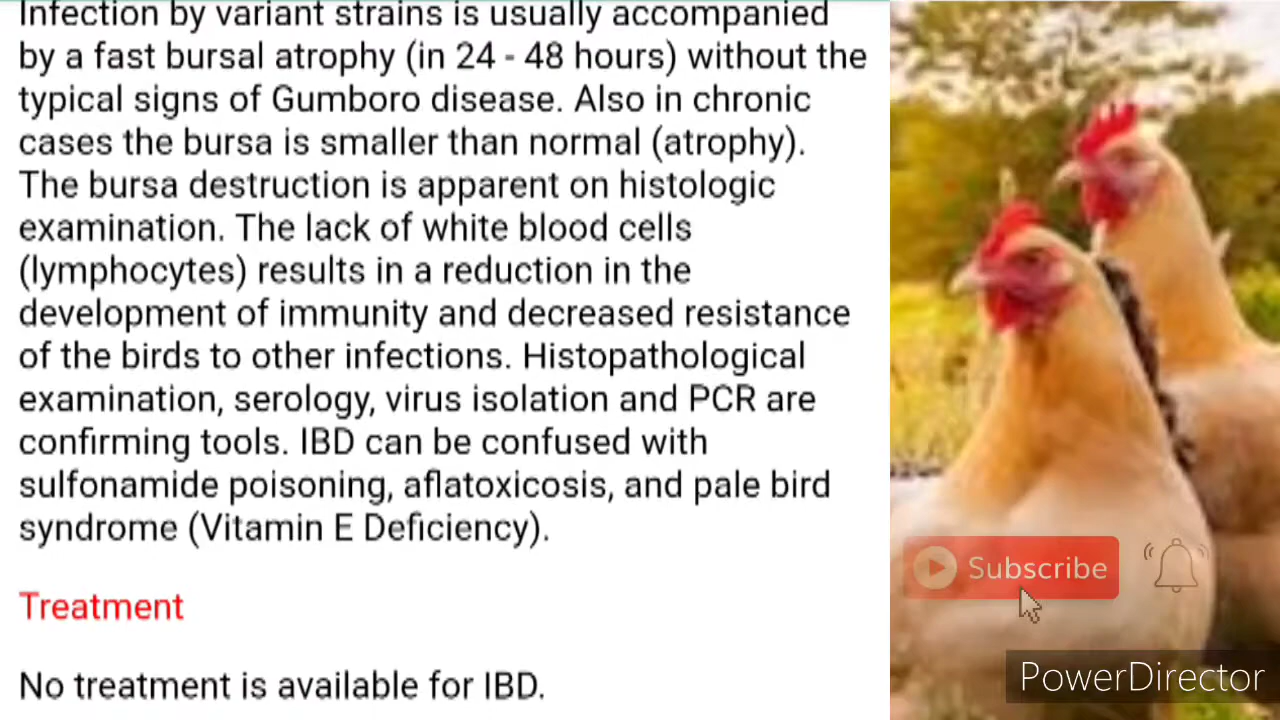 Infection by variant strains is usually accompanied
by a fast bursal atrophy (in 24 - 48 hours) without the
typical signs of Gumboro disease. Also in chronic
cases the bursa is smaller than normal (atrophy).
The bursa destruction is apparent on histologic
examination. The lack of white blood cells
(lymphocytes) results in a reduction in the
development of immunity and decreased resistance
of the birds to other infections. Histopathological
examination, serology, virus isolation and PCR are
confirming tools. IBD can be confused with
sulfonamide poisoning, aflatoxicosis, and pale bird
syndrome (Vitamin E Deficiency).
Treatment
No treatment is available for IBD.
Subscribe
PowerDirector